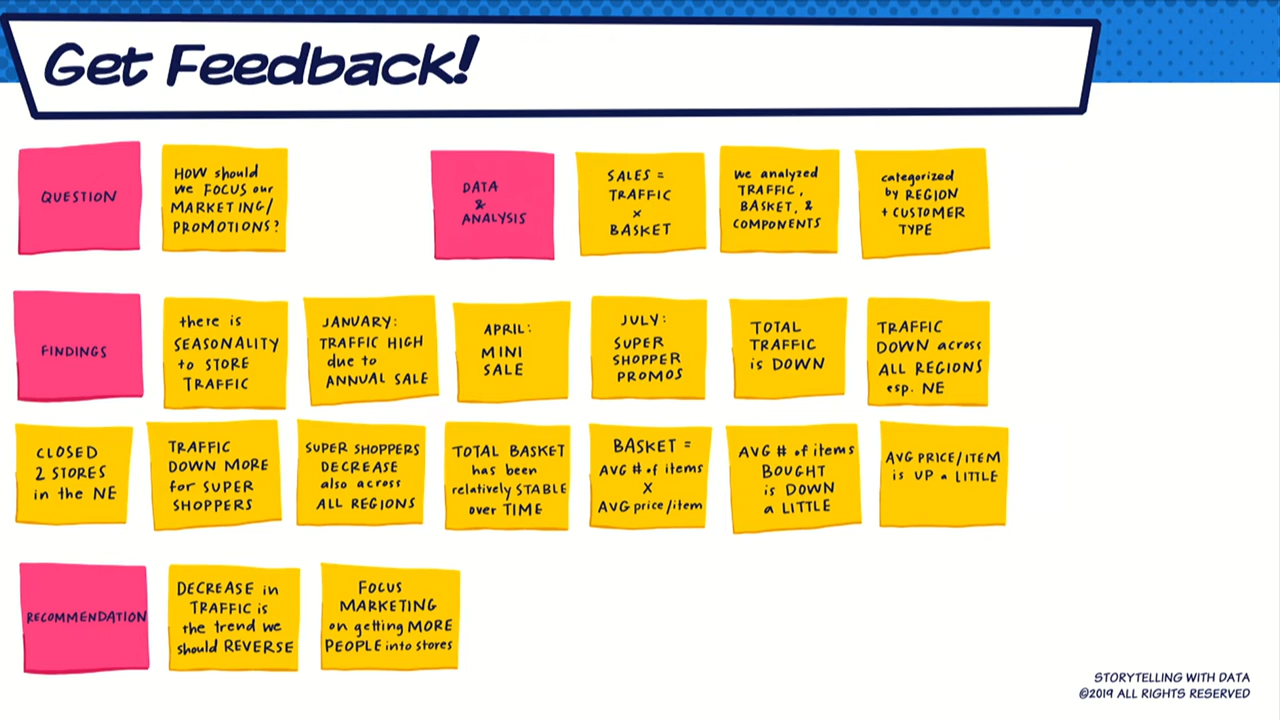 Get Feedback!
QUESTION
HOW should
we FOCUS our
MARKETING/
PROMOTIONS?
DATA
&
ANALYSIS
SALES =
TRAFFIC
x
BASKET
We analyzed
TRAFFIC,
BASKET, &
COMPONENTS
categorized
by REGION
+ CUSTOMER
TYPE
FINDINGS
there is
SEASONALITY
to STORE
TRAFFIC
JANUARY:
TRAFFIC HIGH
due to
ANNUAL SALE
APRIL:
MINI
SALE
JULY:
SUPER
SHOPPER
PROMOS
TOTAL
TRAFFIC
is DOWN
TRAFFIC
DOWN across
ALL REGIONS
esp. NE
CLOSED
2 STORES
in the NE
TRAFFIC
DOWN MORE
for SUPER
SHOPPERS
SUPER SHOPPERS
DECREASE
also across
ALL REGIONS
TOTAL BASKET
has been
relatively STABLE
over TIME
BASKET =
AVG # of items
X
AVG price/item
AVG # of items
BOUGHT
is DOWN
a LITTLE
AVG PRICE/ITEM
is UP a LITTLE
RECOMMENDATION
DECREASE in
TRAFFIC is
the trend we
should REVERSE
FOCUS
MARKETING
on getting MORE
PEOPLE into stores
STORYTELLING WITH DATA
©2019 ALL RIGHTS RESERVED